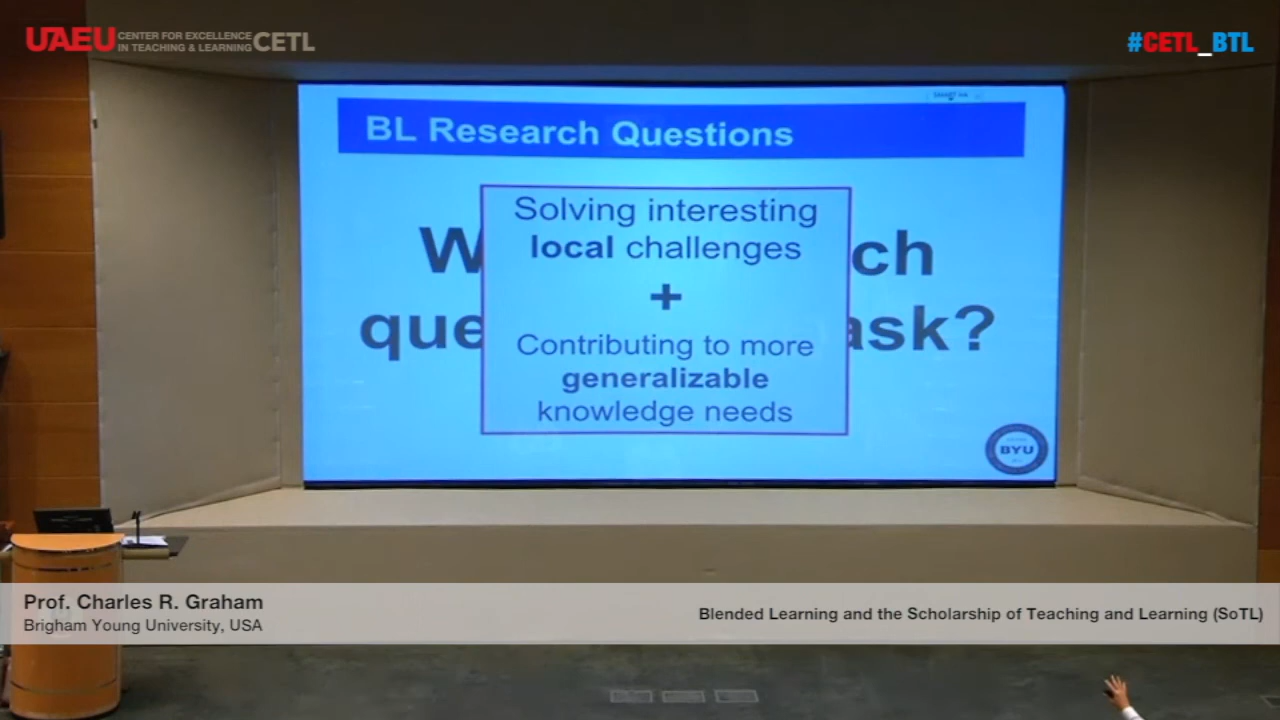 UAEU CENTER FOR EXCELLENCE
IN TEACHING & LEARNING CETL
#CETL_BTL
BL Research Questions
W
ch
que
ask?
Solving interesting
local challenges
+
Contributing to more
generalizable
knowledge needs
BYU
Prof. Charles R. Graham
Brigham Young University, USA
Blended Learning and the Scholarship of Teaching and Learning (SoTL)